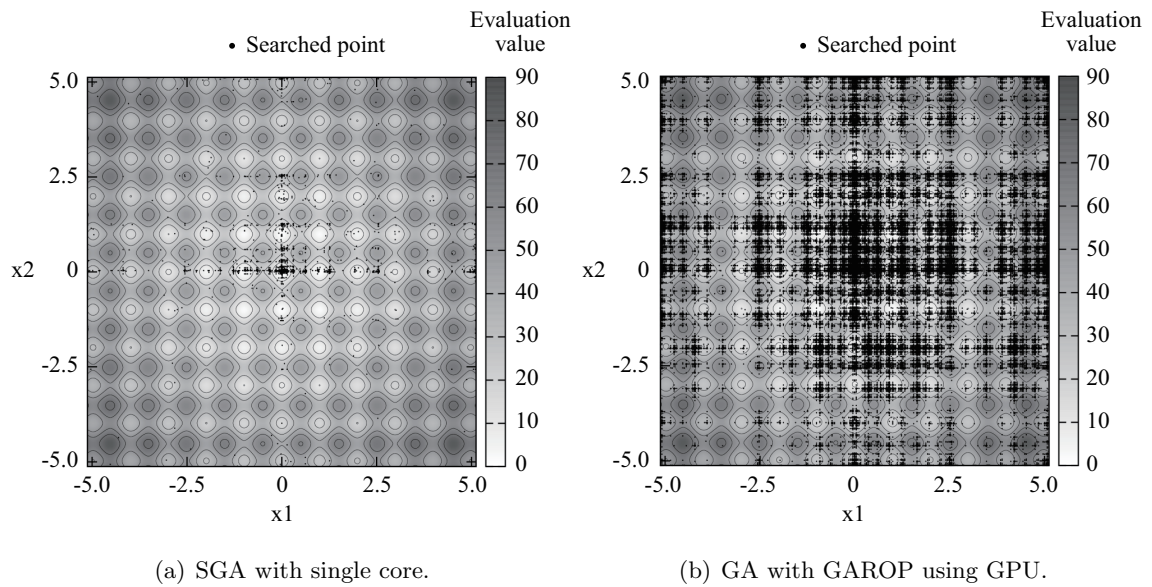 Evaluation
value
• Searched point
5.0
2.5
0
-2.5
-5.0
x2
-5.0 -2.5 0 2.5 5.0
x1
90
80
70
60
50
40
30
20
10
0
(a) SGA with single core.
Evaluation
value
• Searched point
5.0
2.5
0
-2.5
-5.0
x2
-5.0 -2.5 0 2.5 5.0
x1
90
80
70
60
50
40
30
20
10
0
(b) GA with GAROP using GPU.